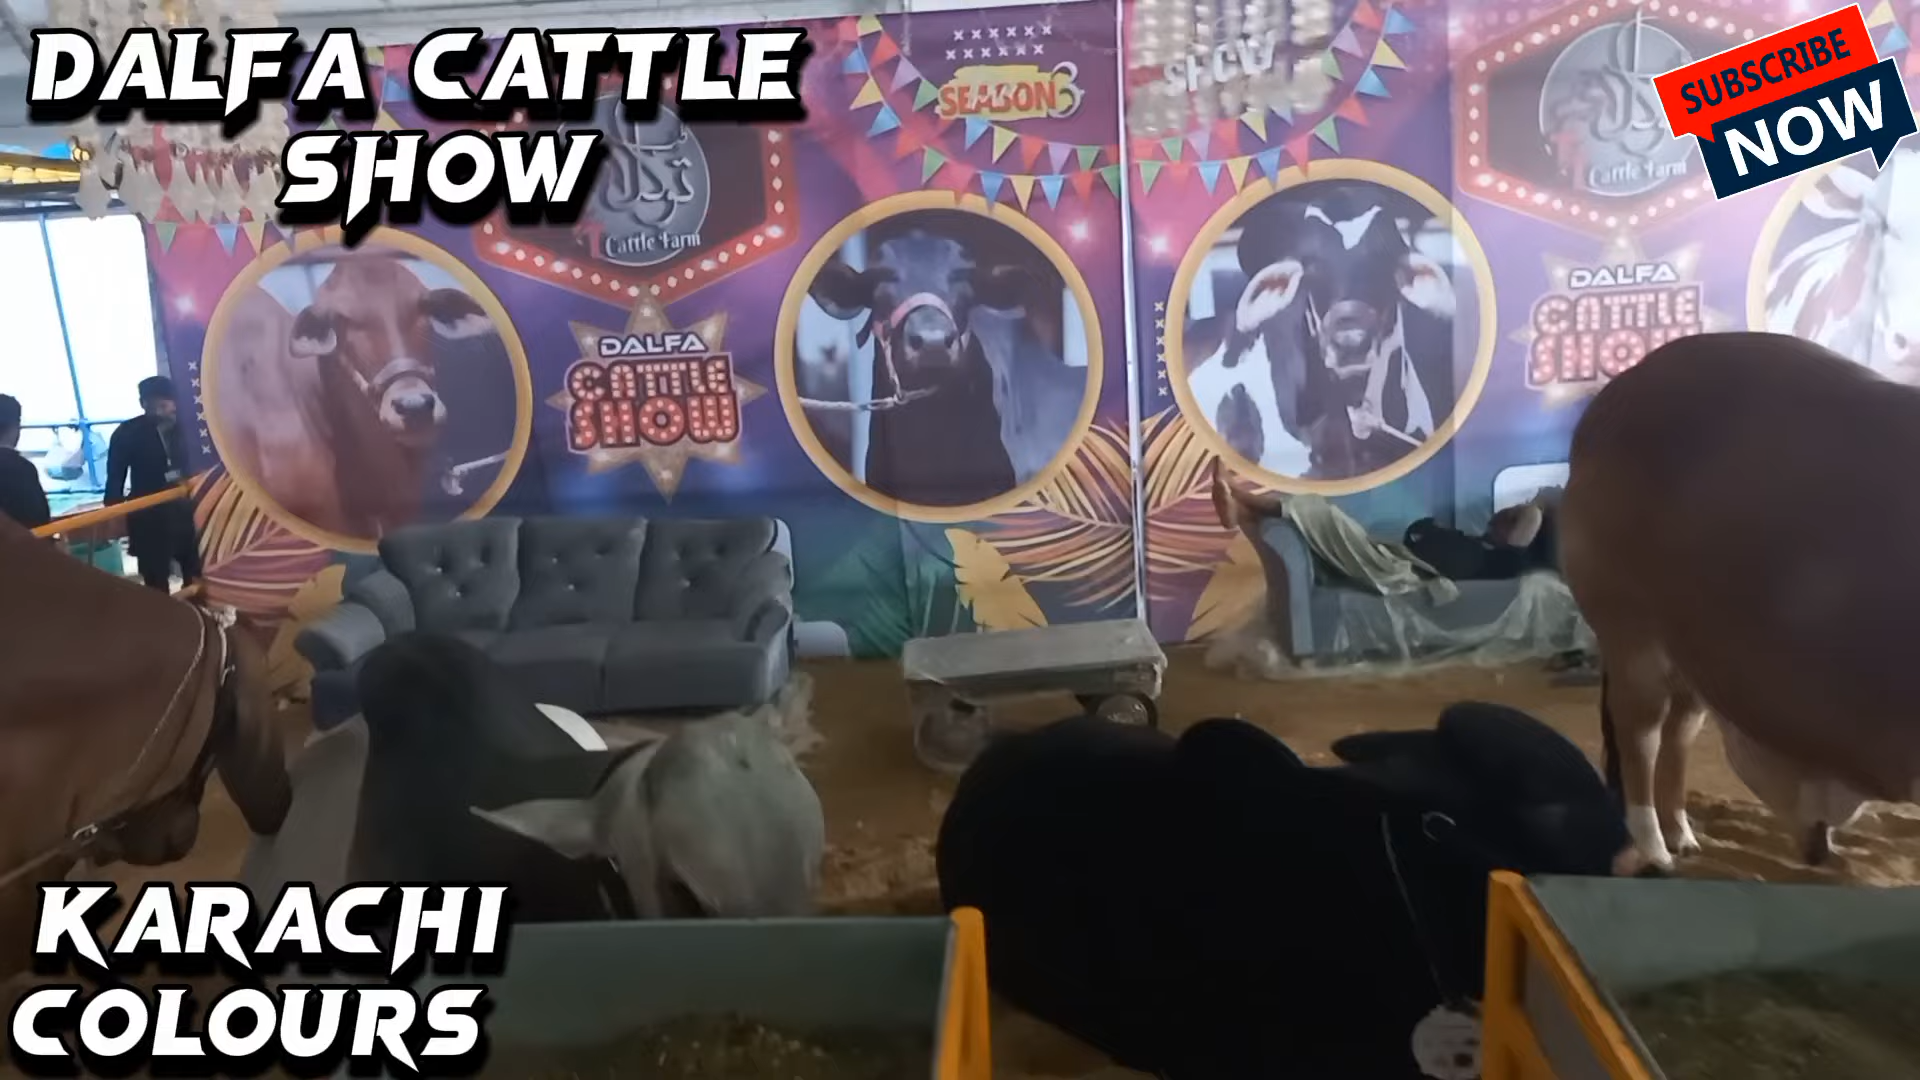 DALFA CATTLE
SHOW
SUBSCRIBE
NOW
SEASON 3
SHOW
Cattle Farm
Cattle Farm
DALFA
CATTLE
SHOW
DALFA
CATTLE
SHOW
KARACHI
COLOURS